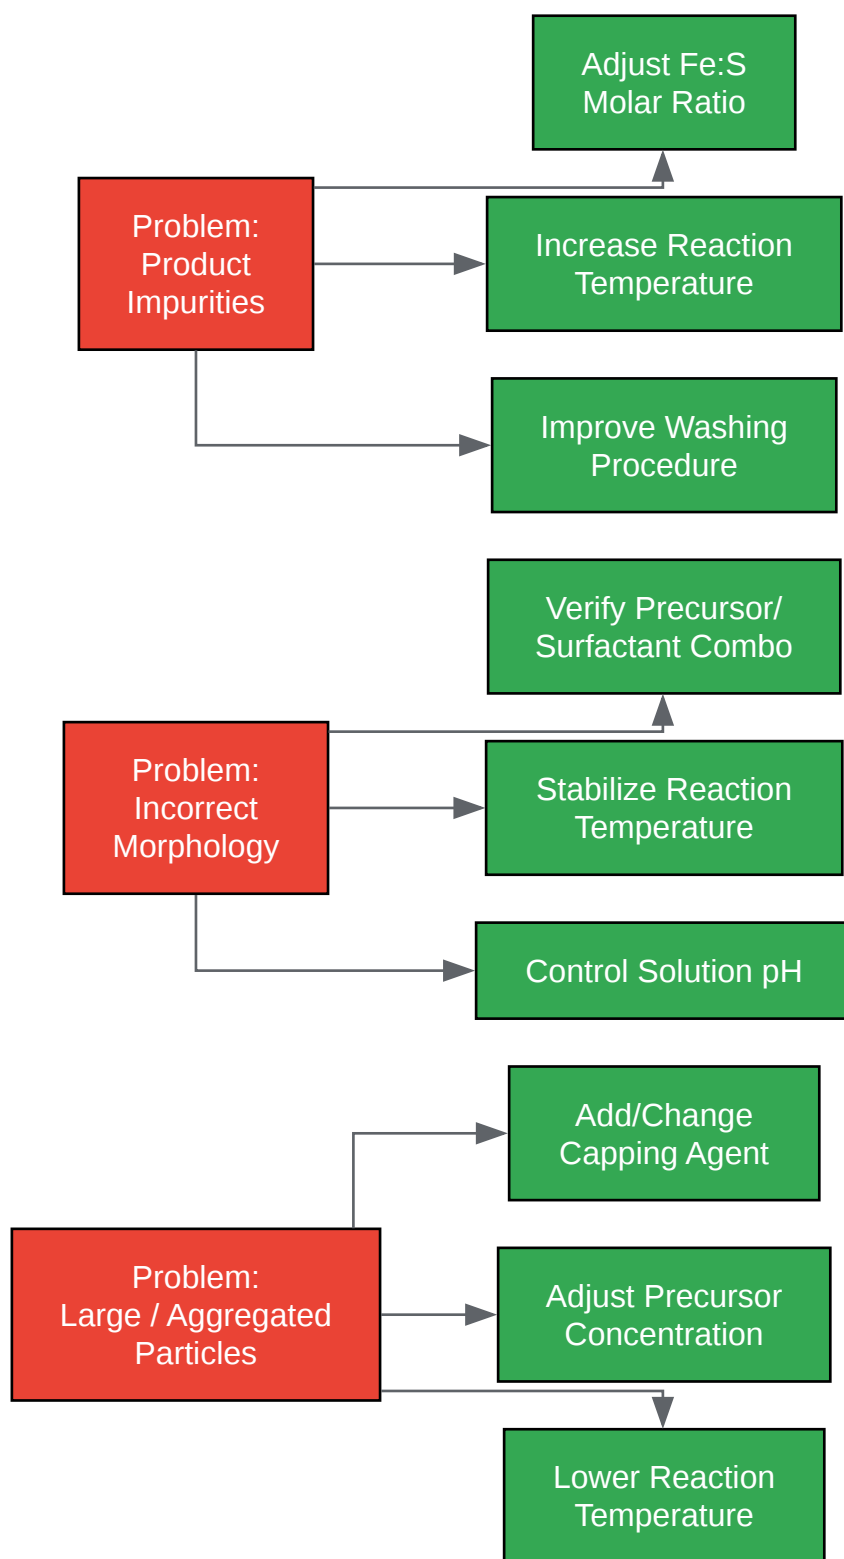 Adjust Fe:S
Molar Ratio
Problem:
Product
Impurities
Increase Reaction
Temperature
Improve Washing
Procedure
Verify Precursor/
Surfactant Combo
Problem:
Incorrect
Morphology
Stabilize Reaction
Temperature
Control Solution pH
Add/Change
Capping Agent
Problem:
Large / Aggregated
Particles
Adjust Precursor
Concentration
Lower Reaction
Temperature